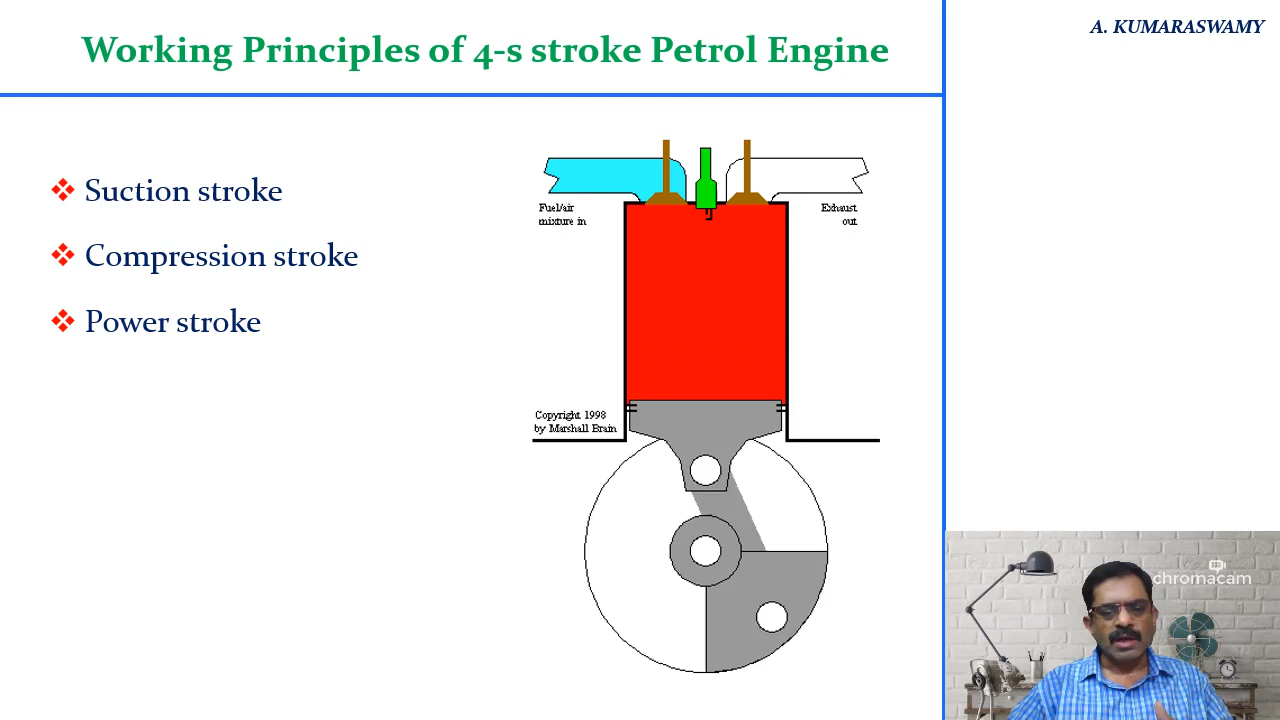 Working Principles of 4-s stroke Petrol Engine
A. KUMARASWAMY
Suction stroke
Compression stroke
Power stroke
Fuel/air
mixture in
Exhaust
out
Copyright 1998
by Marshall Brain
chromacam